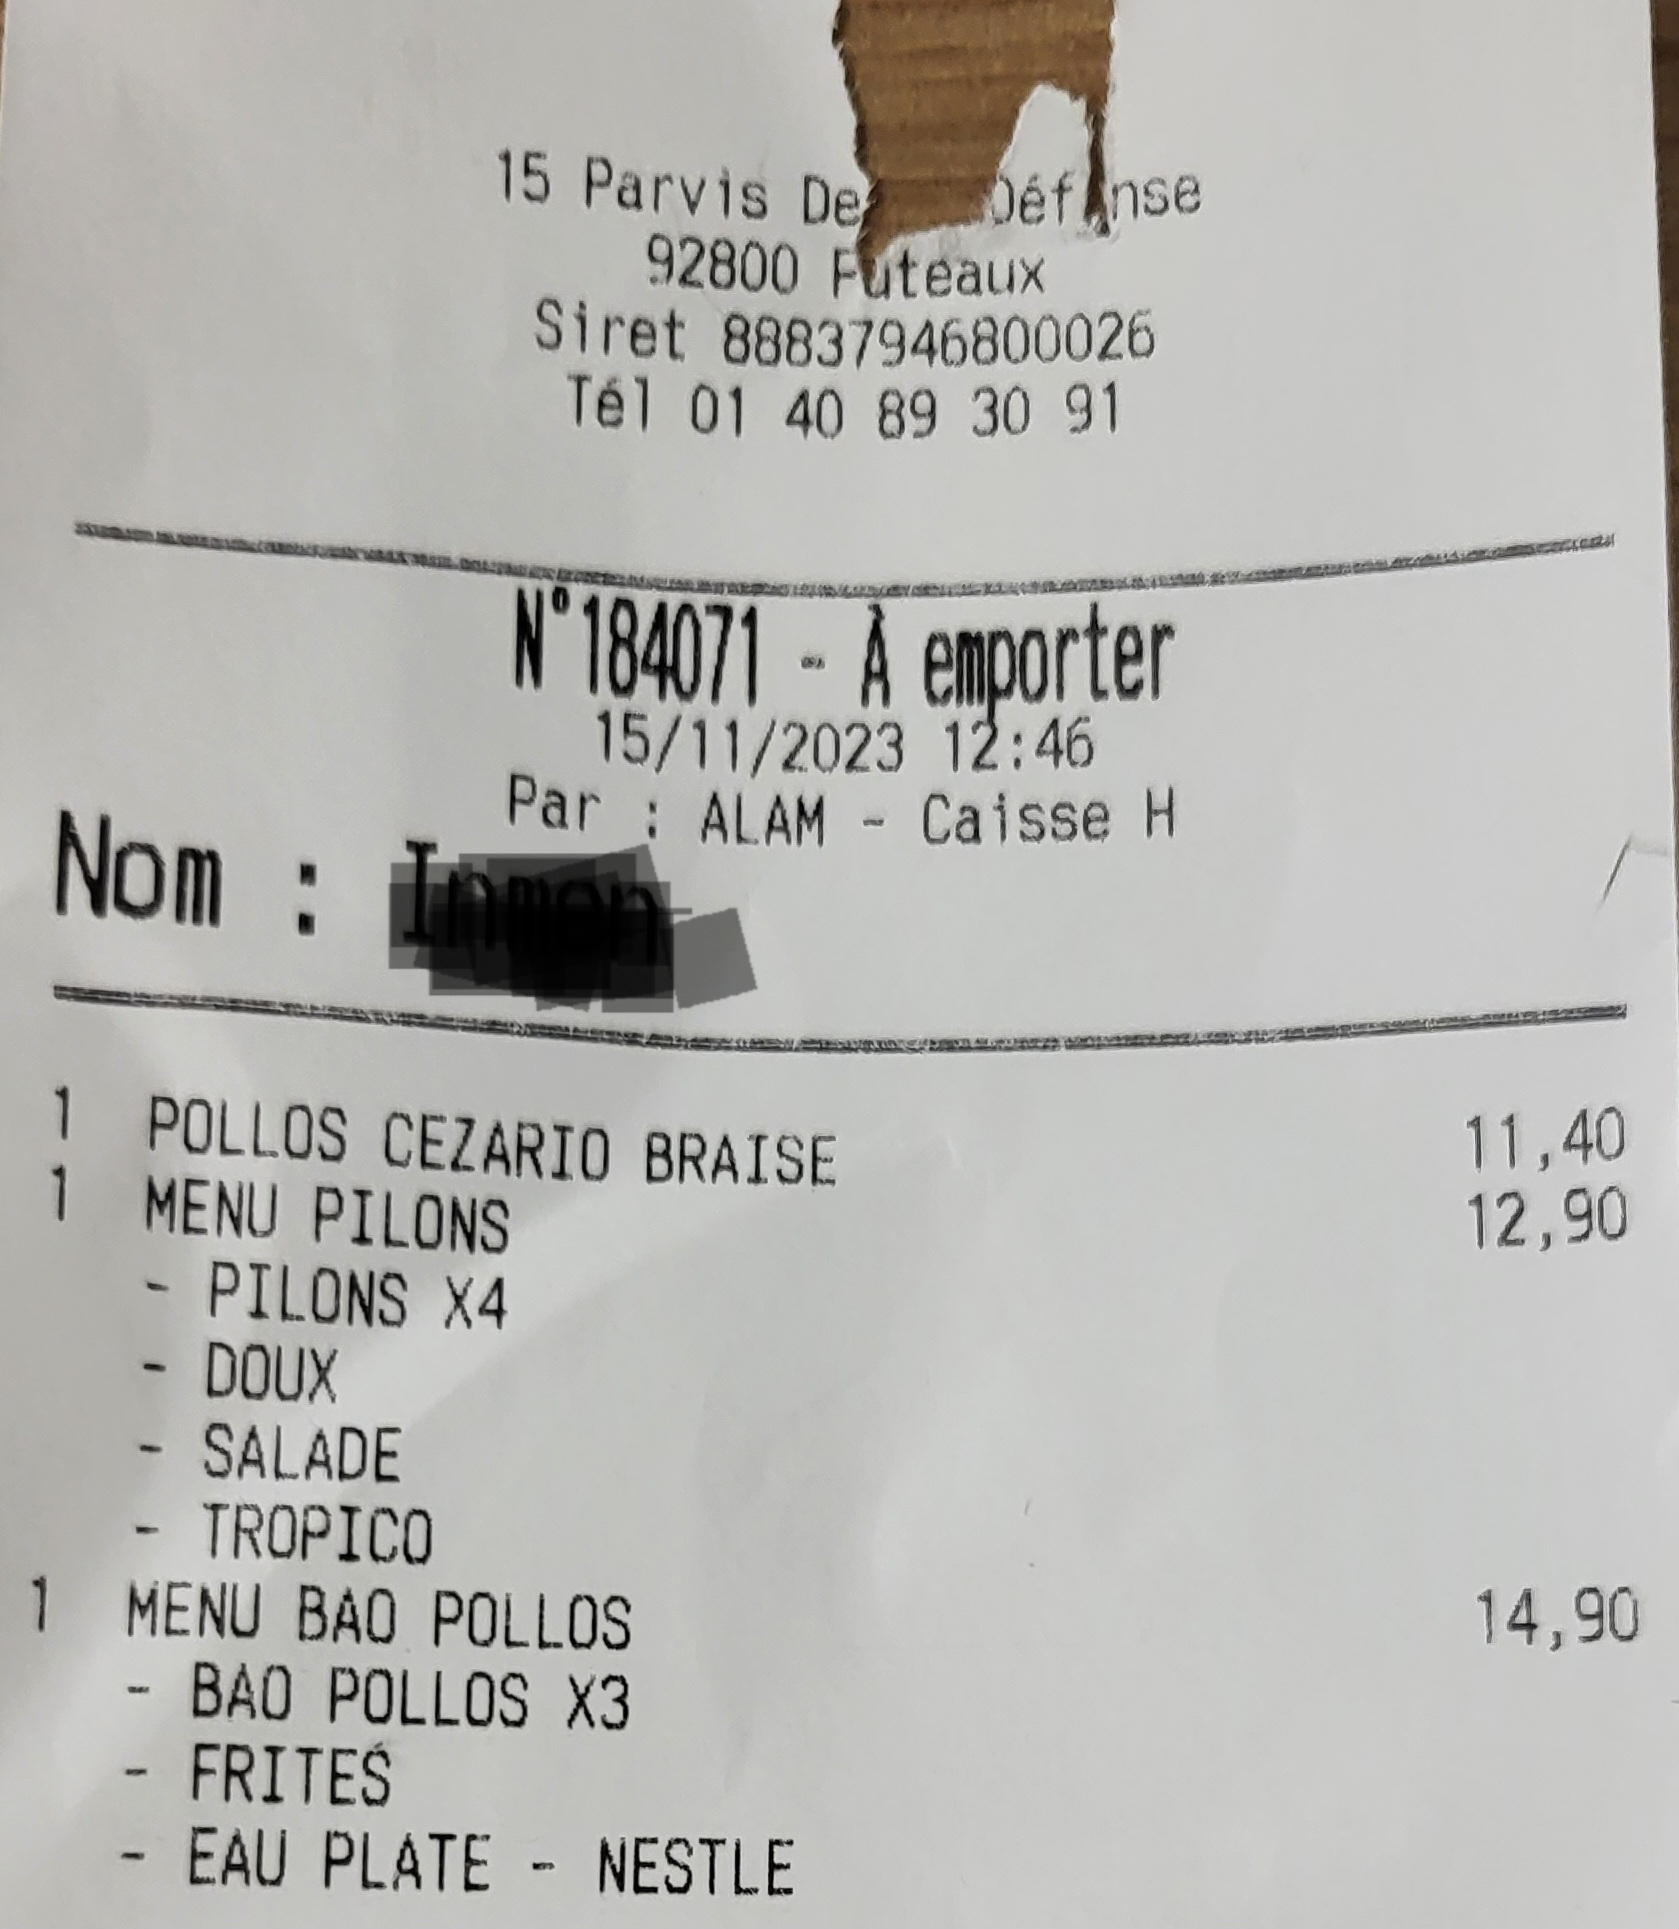 15 Parvis De Défense
92800 Puteaux
Siret 88837946800026
Tél 01 40 89 30 91
N°184071 - À emporter
15/11/2023 12:46
Par : ALAM - Caisse H
Nom :
1 POLLOS CEZARIO BRAISE 11,40
1 MENU PILONS 12,90
- PILONS X4
- DOUX
- SALADE
- TROPICO
1 MENU BAO POLLOS 14,90
- BAO POLLOS X3
- FRITES
- EAU PLATE - NESTLE